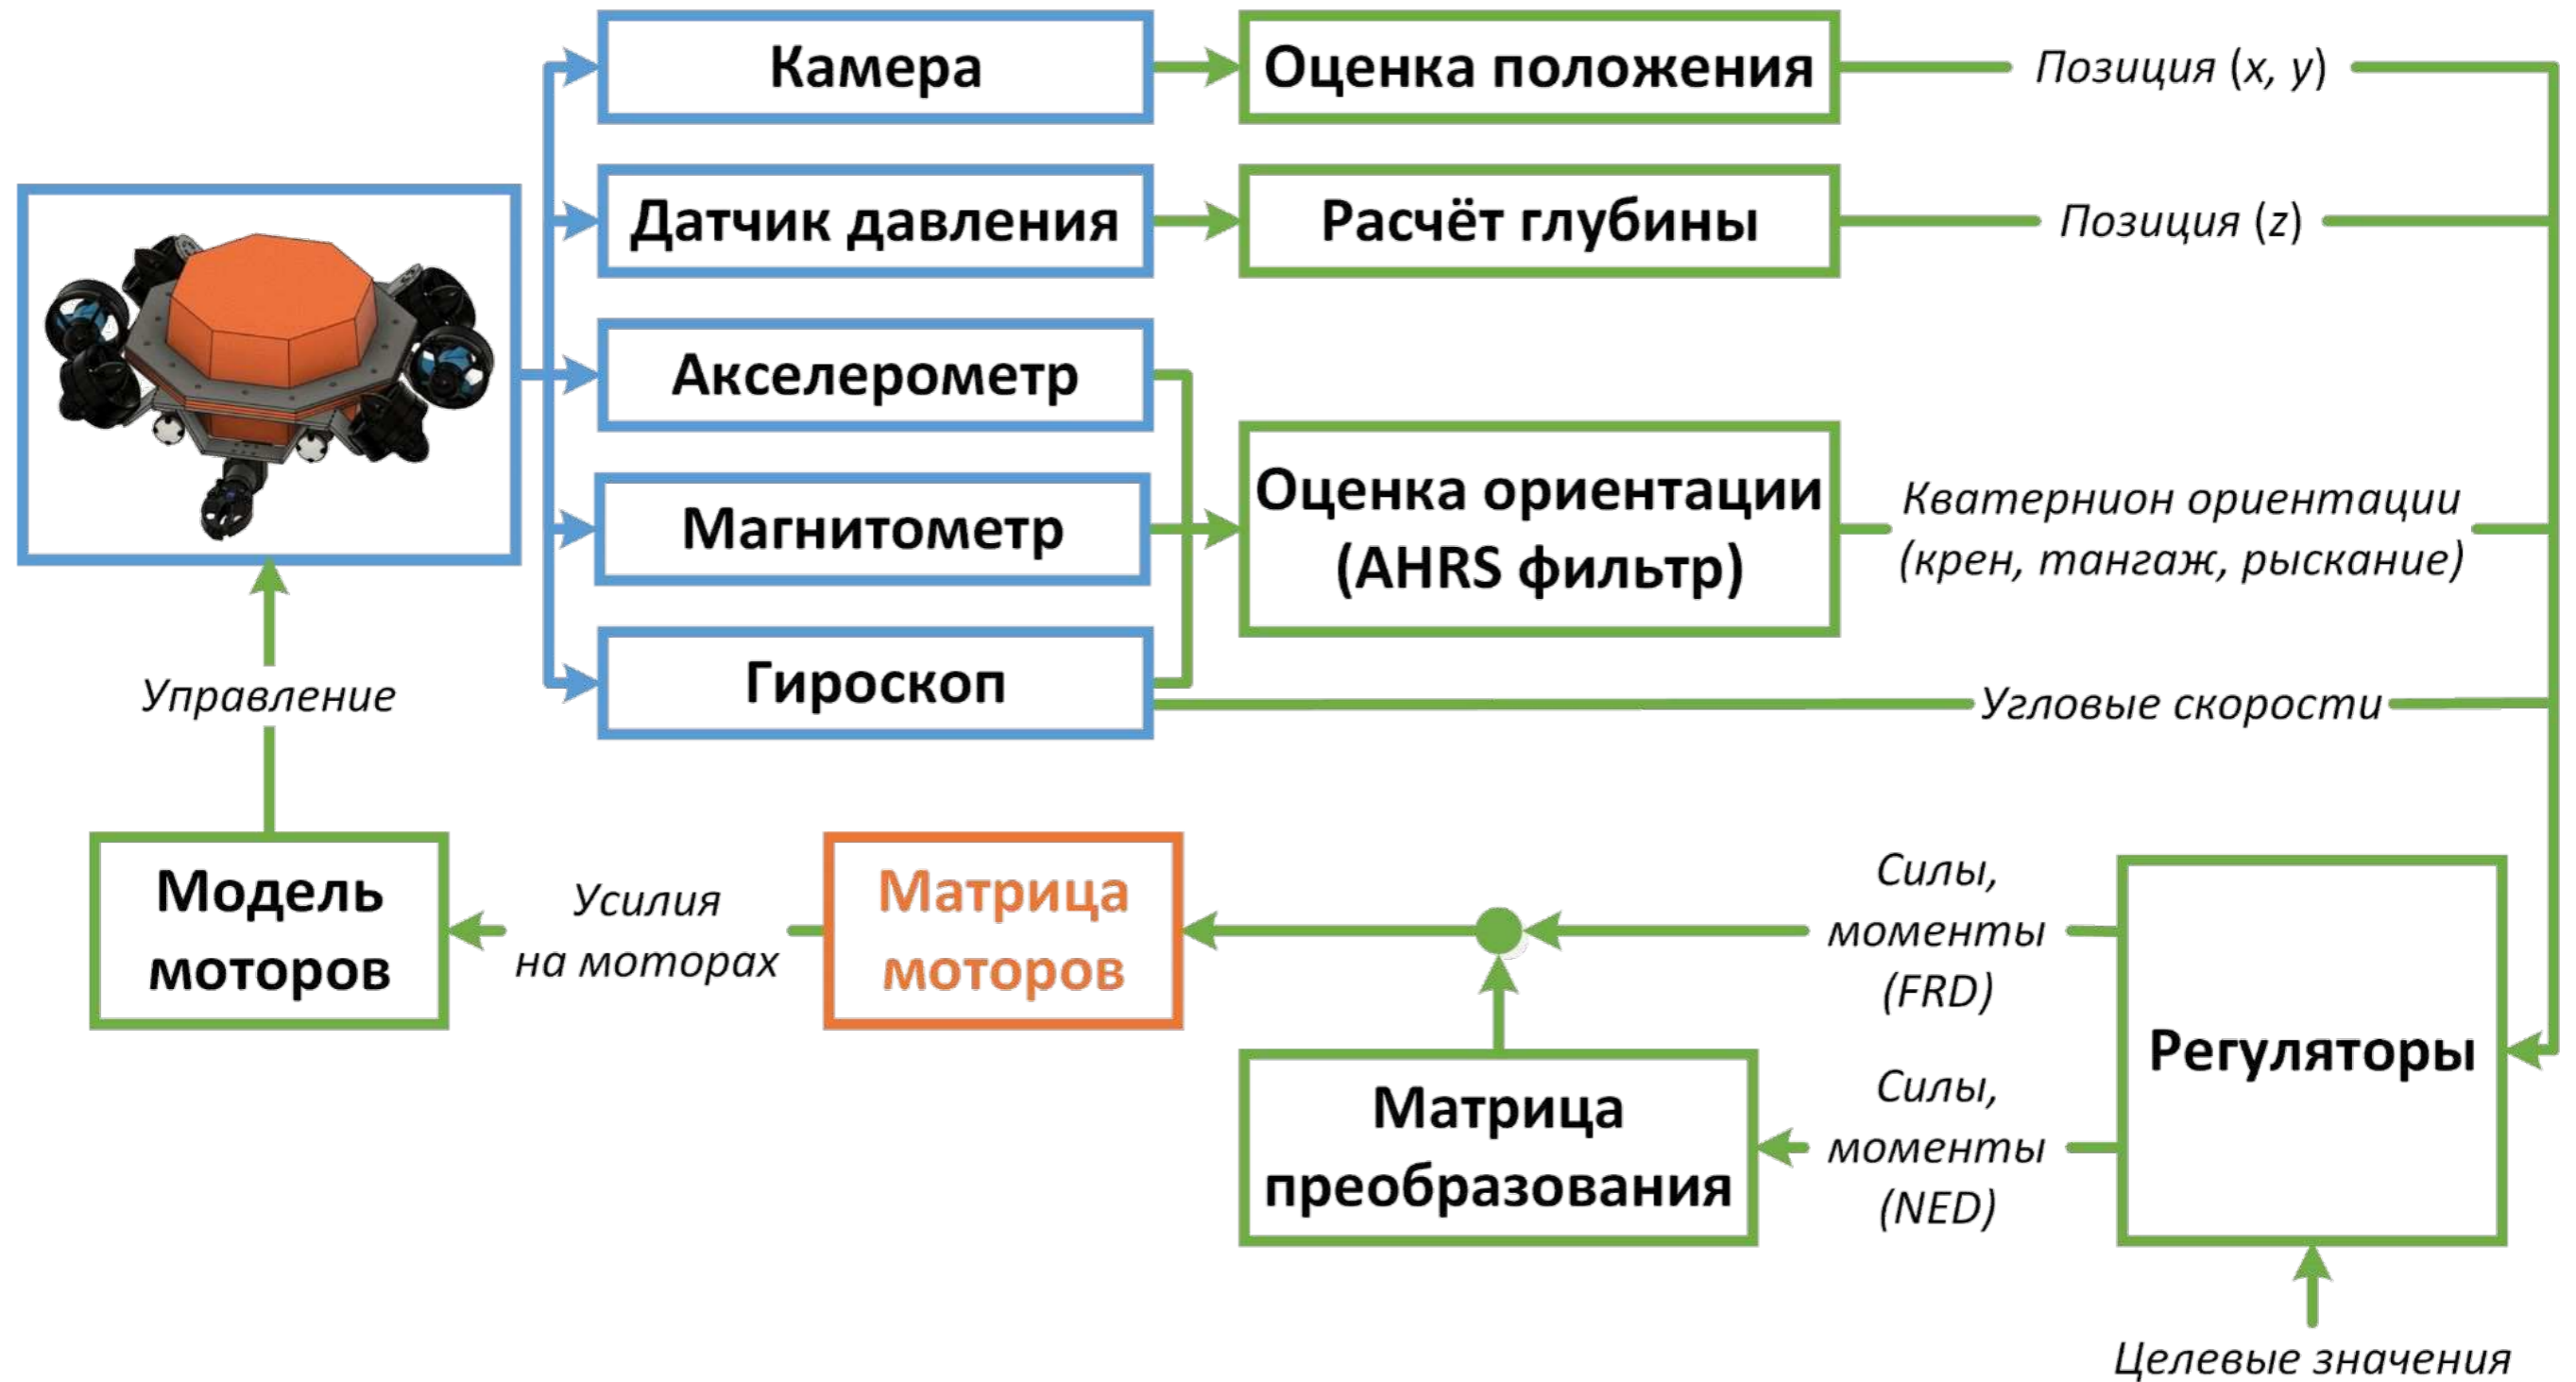 Камера
Оценка положения
Позиция (x, y)
Датчик давления
Расчёт глубины
Позиция (z)
Акселерометр
Магнитометр
Оценка ориентации
(AHRS фильтр)
Кватернион ориентации
(крен, тангаж, рыскание)
Гироскоп
Угловые скорости
Управление
Модель
моторов
Усилия
на моторах
Матрица
моторов
Силы,
моменты
(FRD)
Регуляторы
Матрица
преобразования
Силы,
моменты
(NED)
Целевые значения